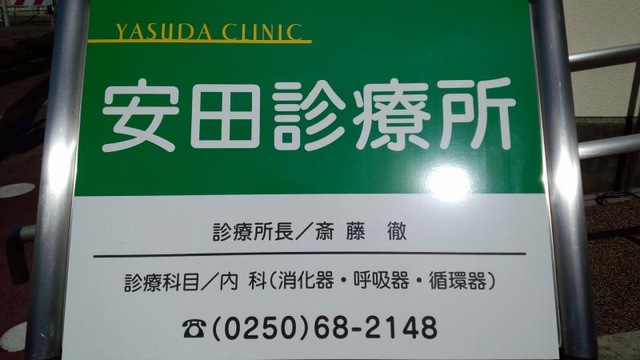 YASUDA CLINIC
安田診療所
診療所長／斎 藤 徹
診療科目／内 科(消化器・呼吸器・循環器)
☎(0250)68-2148